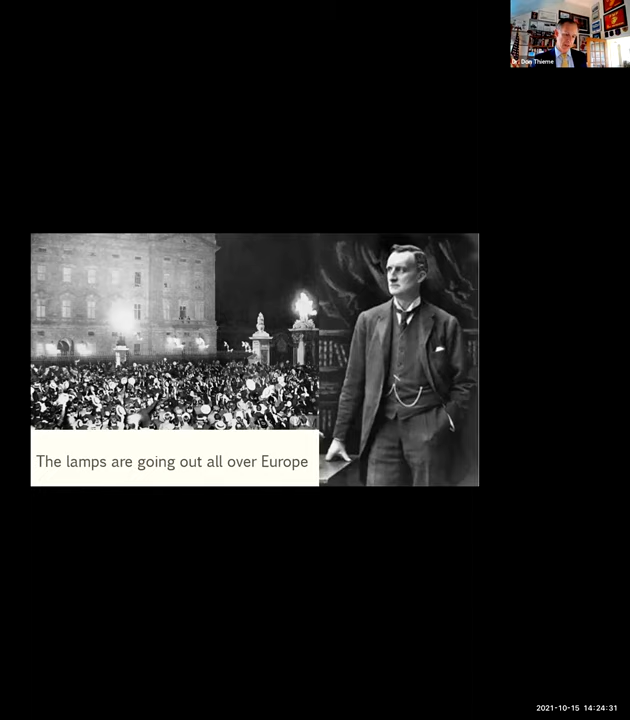 Dr. Don Thieme
The lamps are going out all over Europe
2021-10-15 14:24:31